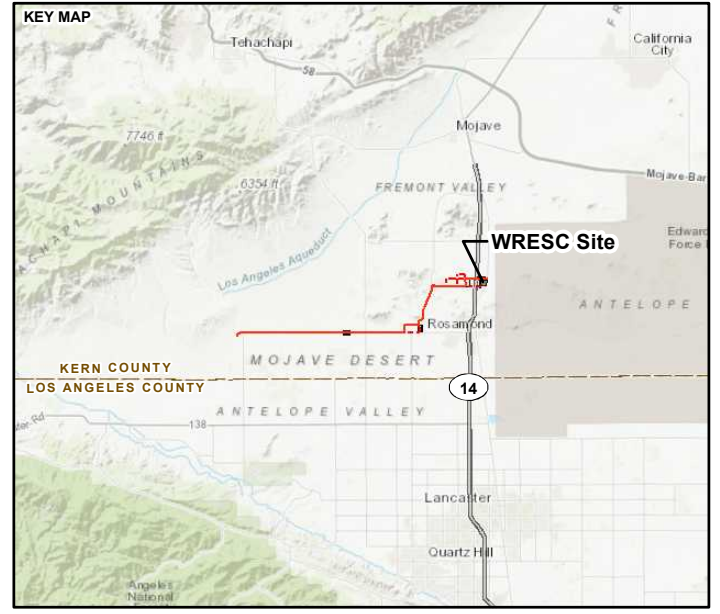 KEY MAP
Tehachapi
California
City
58
7746 ft
Mojave
6354 ft
FREMONT VALLEY
Mojave-Bar
Los Angeles Aqueduct
WRESC Site
Edwar
Force
ANTELOPE
Rosamond
MOJAVE DESERT
KERN COUNTY
LOS ANGELES COUNTY
14
ANTELOPE VALLEY
138
Lancaster
Quartz Hill
Angeles
National